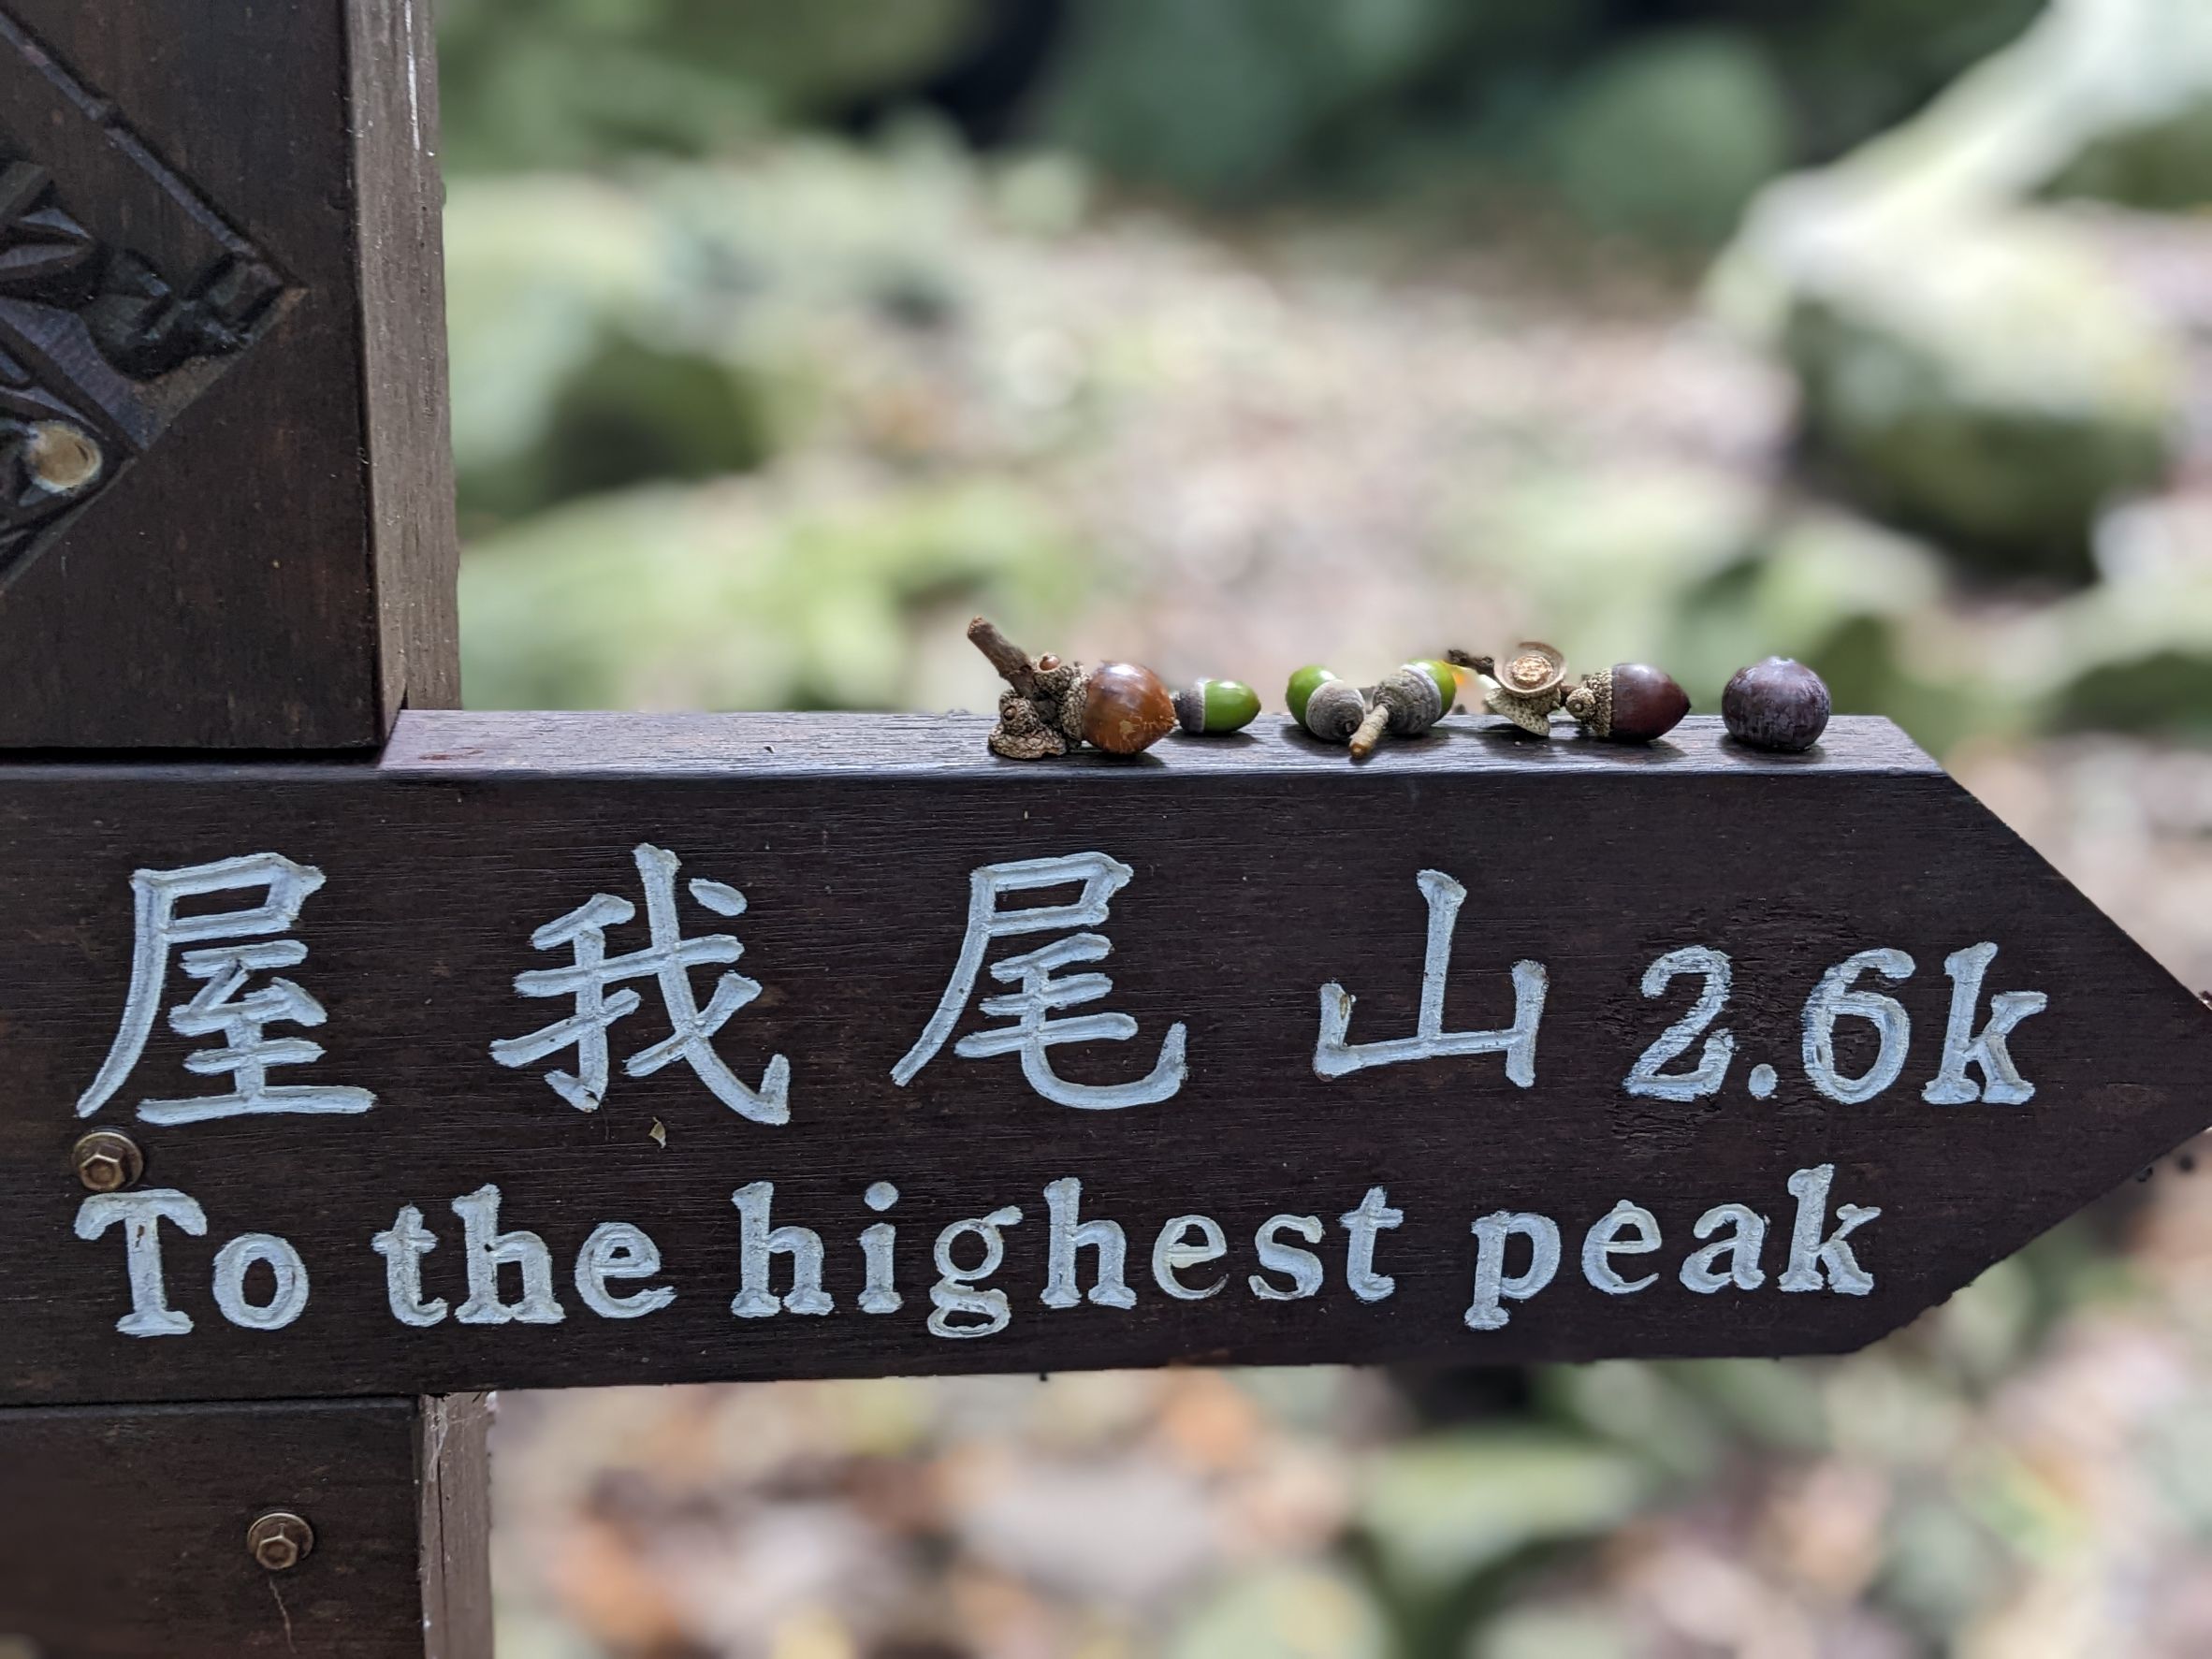 屋我尾山 2.6k
To the highest peak